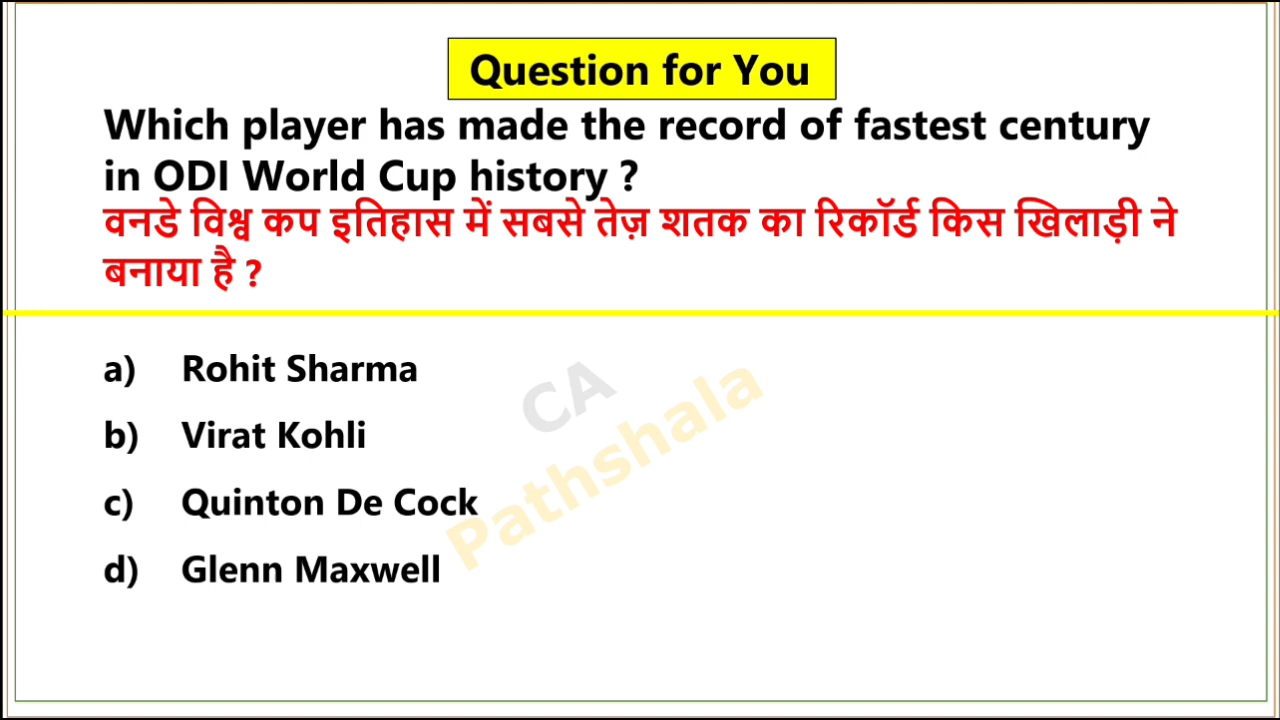 Question for You
Which player has made the record of fastest century
in ODI World Cup history ?
वनडे विश्व कप इतिहास में सबसे तेज़ शतक का रिकॉर्ड किस खिलाड़ी ने
बनाया है ?
a) Rohit Sharma
b) Virat Kohli
c) Quinton De Cock
d) Glenn Maxwell
CA
Pathshala